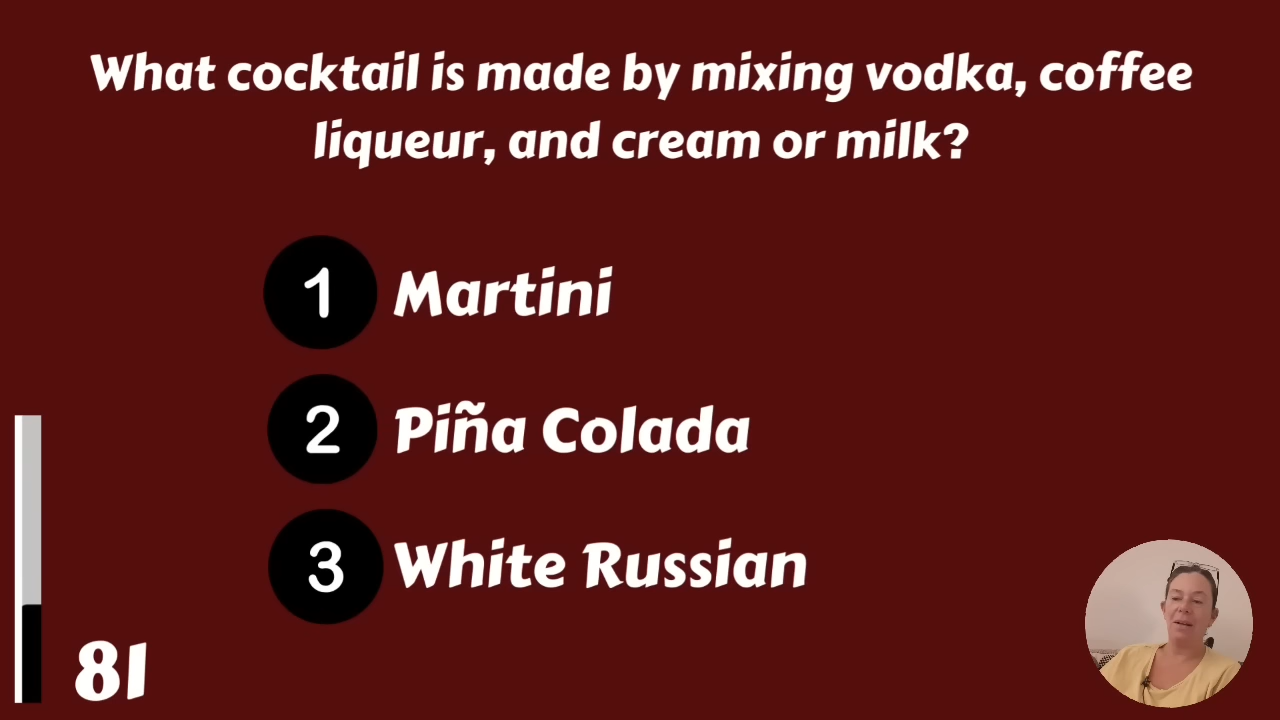 What cocktail is made by mixing vodka, coffee
liqueur, and cream or milk?
1 Martini
2 Piña Colada
3 White Russian
81